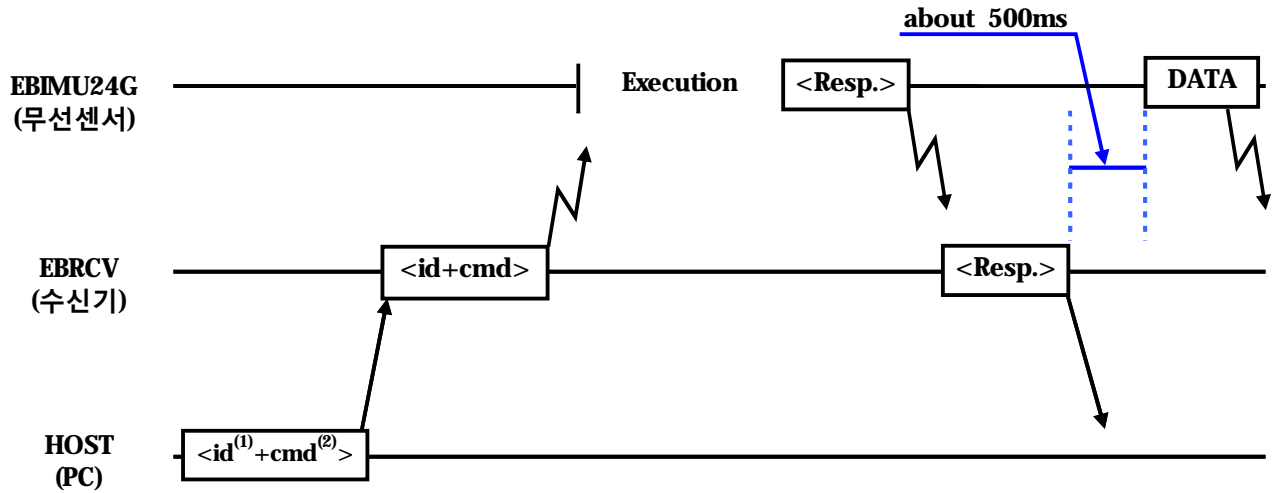 about 500ms
EBIMU24G
(무선센서)
Execution
<Resp.>
DATA
EBRCV
(수신기)
<id+cmd>
<Resp.>
HOST
(PC)
<id(1)+cmd(2)>